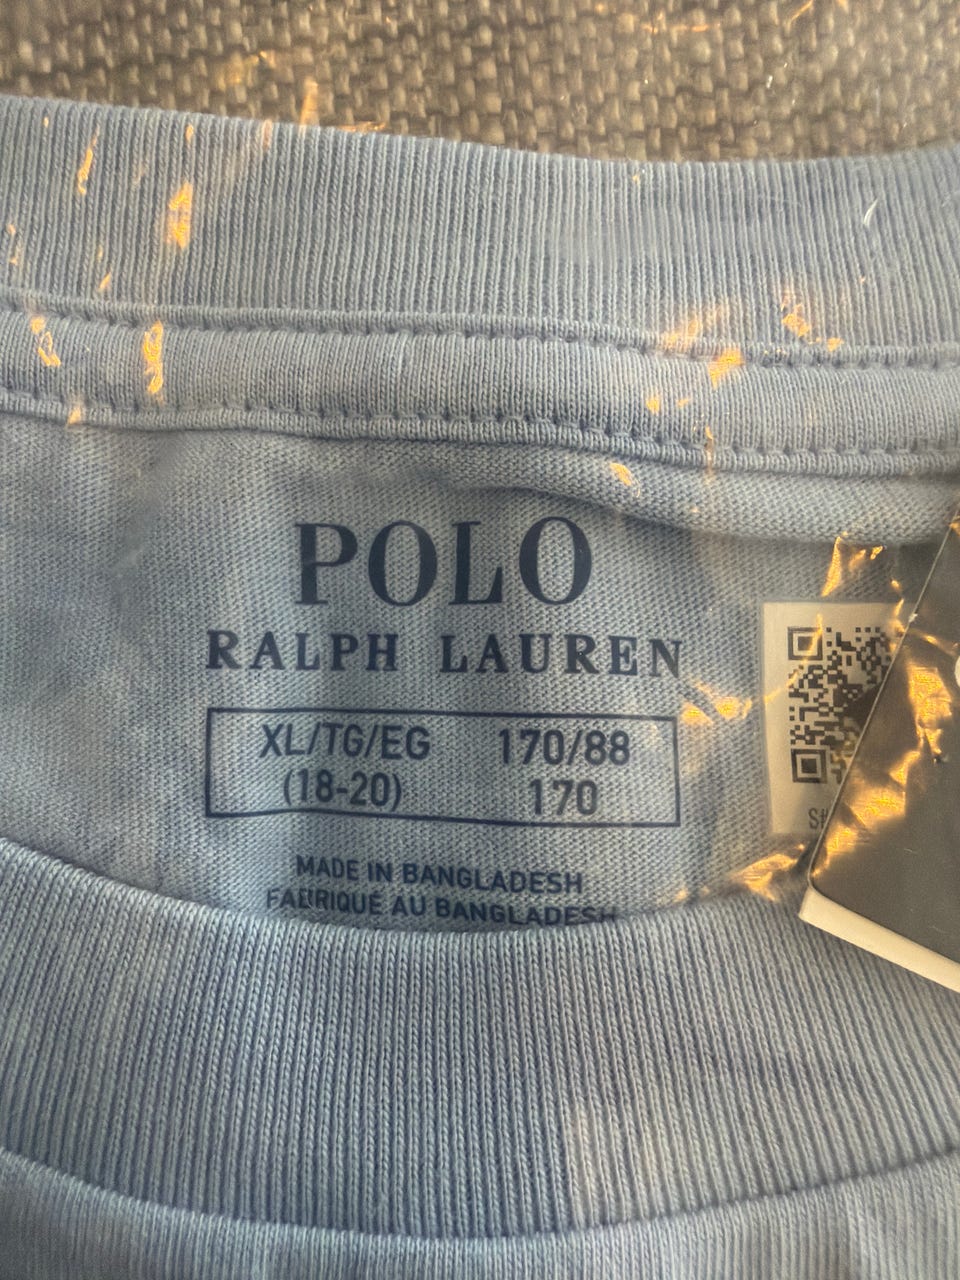 POLO
RALPH LAUREN
XL/TG/EG 170/88
(18-20) 170
MADE IN BANGLADESH
FABRIQUÉ AU BANGLADESH